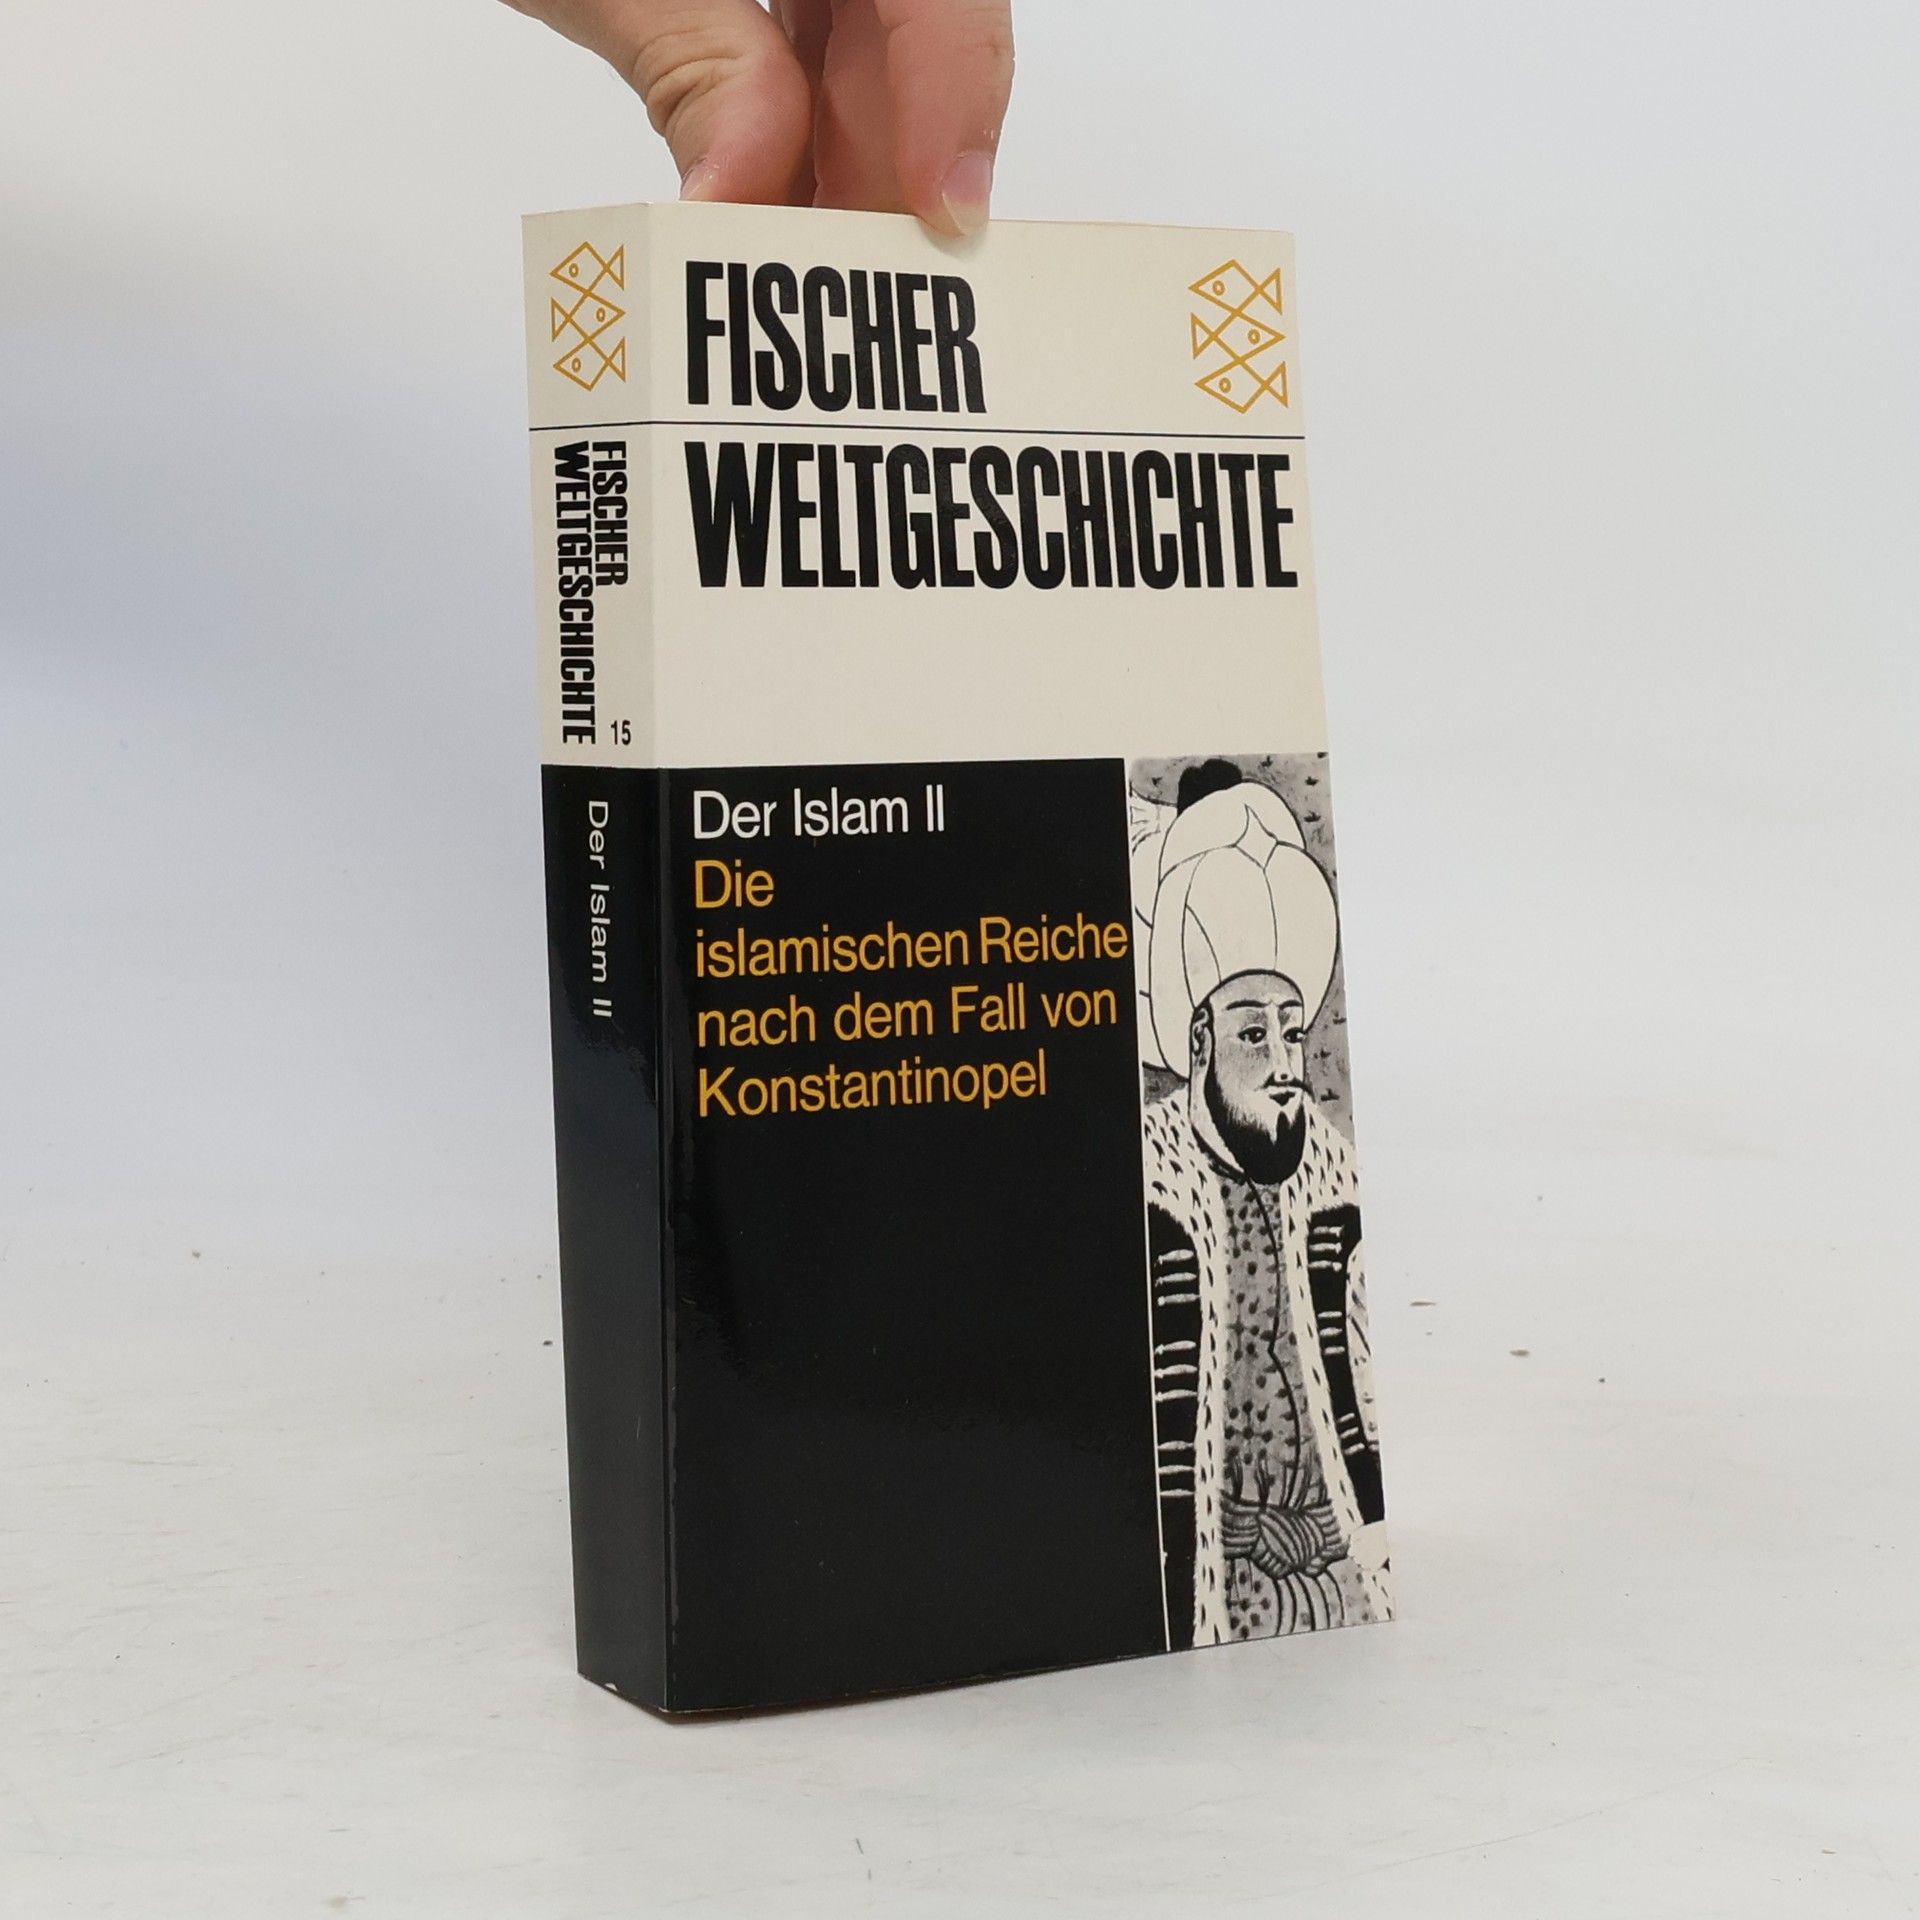 FISCHER
WELTGESCHICHTE
Der Islam II
Die
islamischen Reiche
nach dem Fall von
Konstantinopel
FISCHER
WELTGESCHICHTE
15
Der Islam II